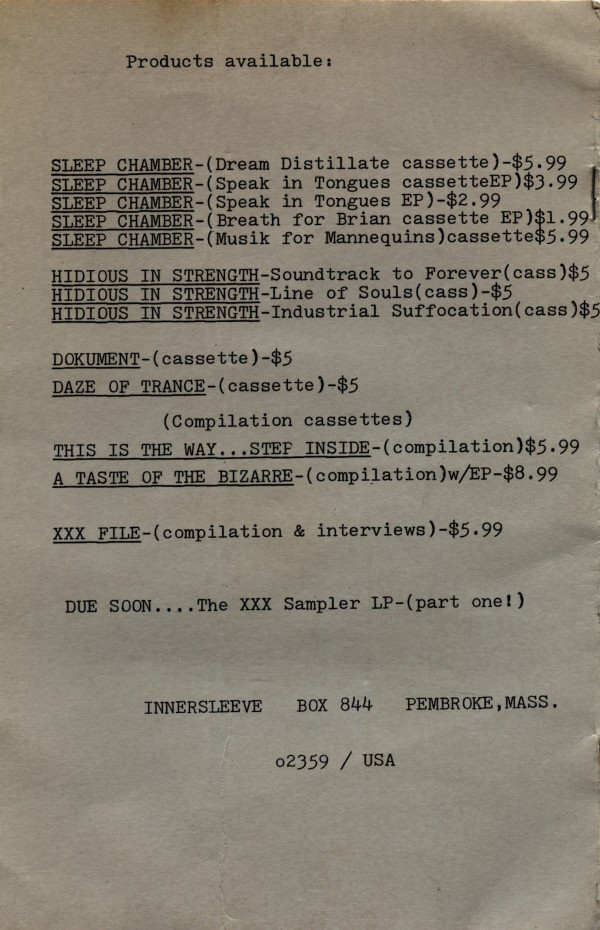 Products available:
SLEEP CHAMBER-(Dream Distillate cassette)-$5.99
SLEEP CHAMBER-(Speak in Tongues cassetteEP)$3.99
SLEEP CHAMBER-(Speak in Tongues EP)-$2.99
SLEEP CHAMBER-(Breath for Brian cassette EP)$1.99
SLEEP CHAMBER-(Musik for Mannequins)cassette$5.99
HIDIOUS IN STRENGTH-Soundtrack to Forever(cass)$5
HIDIOUS IN STRENGTH-Line of Souls(cass)-$5
HIDIOUS IN STRENGTH-Industrial Suffocation(cass)$5
DOKUMENT-(cassette)-$5
DAZE OF TRANCE-(cassette)-$5
(Compilation cassettes)
THIS IS THE WAY...STEP INSIDE-(compilation)$5.99
A TASTE OF THE BIZARRE-(compilation)w/EP-$8.99
XXX FILE-(compilation & interviews)-$5.99
DUE SOON....The XXX Sampler LP-(part one!)
INNERSLEEVE BOX 844 PEMBROKE,MASS.
o2359 / USA